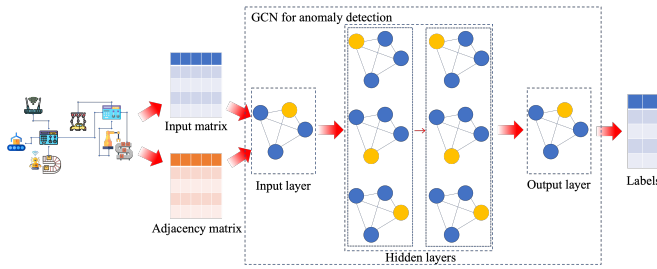 GCN for anomaly detection
Input matrix
Adjacency matrix
Input layer
Hidden layers
Output layer
Labels